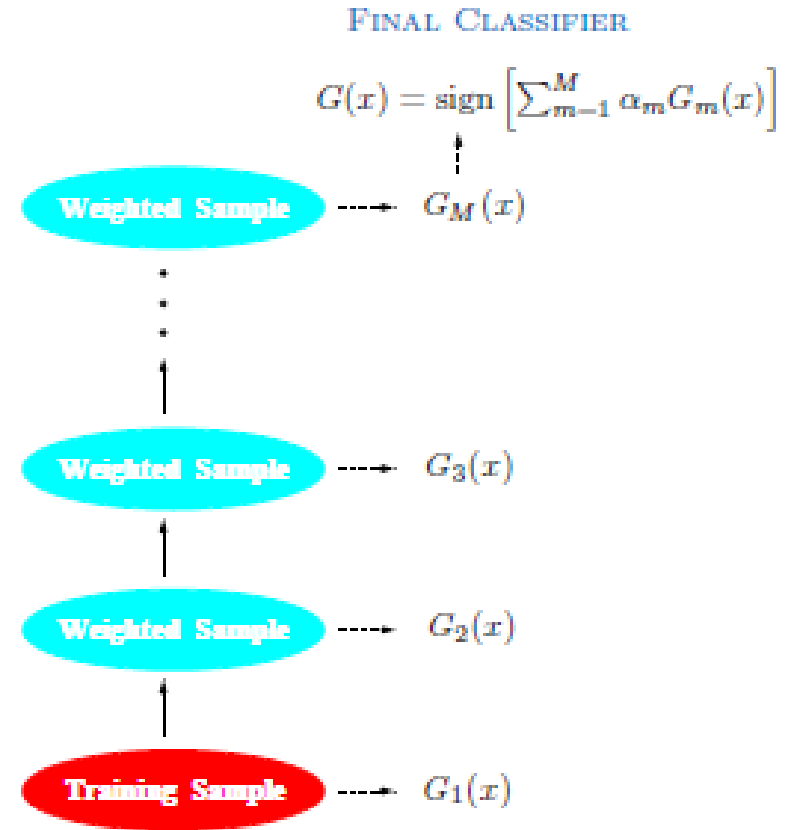 FINAL CLASSIFIER
G(x) = sign [∑_{m=1}^{M} α_m G_m(x)]
Weighted Sample
G_M(x)
Weighted Sample
G_3(x)
Weighted Sample
G_2(x)
Training Sample
G_1(x)